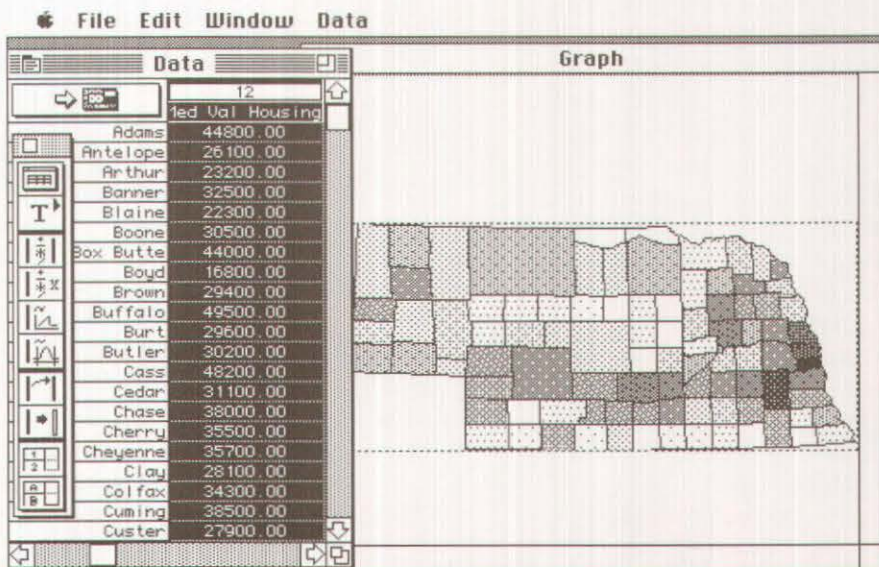 File Edit Window Data
Data
Graph
12
Med Val Housing
Adams 44800.00
Antelope 26100.00
Arthur 23200.00
Banner 32500.00
Blaine 22300.00
Boone 30500.00
Box Butte 44000.00
Boyd 16800.00
Brown 29400.00
Buffalo 49500.00
Burt 29600.00
Butler 30200.00
Cass 48200.00
Cedar 31100.00
Chase 38000.00
Cherry 35500.00
Cheyenne 35700.00
Clay 28100.00
Colfax 34300.00
Cuming 38500.00
Custer 27900.00
T
1
2
A
B